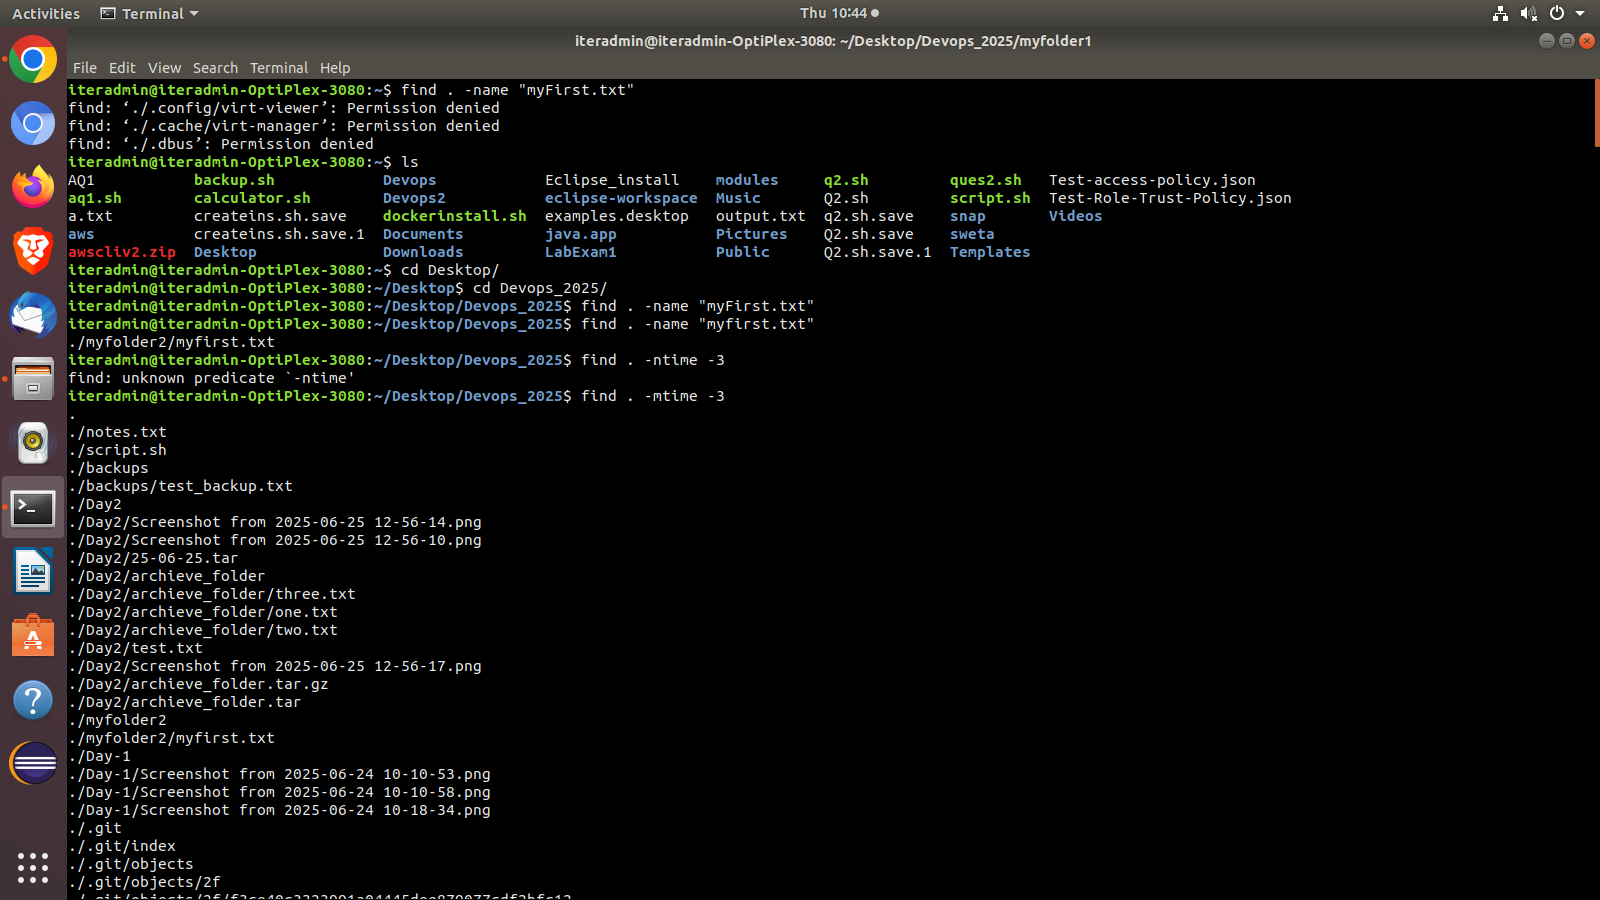 Activities Terminal Thu 10:44
iteradmin@iteradmin-OptiPlex-3080: ~/Desktop/Devops_2025/myfolder1
File Edit View Search Terminal Help
iteradmin@iteradmin-OptiPlex-3080:~$ find . -name "myFirst.txt"
find: ‘./.config/virt-viewer’: Permission denied
find: ‘./.cache/virt-manager’: Permission denied
find: ‘./.dbus’: Permission denied
iteradmin@iteradmin-OptiPlex-3080:~$ ls
AQ1 backup.sh Devops Eclipse_install modules q2.sh ques2.sh Test-access-policy.json
aq1.sh calculator.sh Devops2 eclipse-workspace Music Q2.sh script.sh Test-Role-Trust-Policy.json
a.txt createins.sh.save dockerinstall.sh examples.desktop output.txt q2.sh.save snap Videos
aws createins.sh.save.1 Documents java.app Pictures Q2.sh.save sweta
awscliv2.zip Desktop Downloads LabExam1 Public Q2.sh.save.1 Templates
iteradmin@iteradmin-OptiPlex-3080:~$ cd Desktop/
iteradmin@iteradmin-OptiPlex-3080:~/Desktop$ cd Devops_2025/
iteradmin@iteradmin-OptiPlex-3080:~/Desktop/Devops_2025$ find . -name "myFirst.txt"
iteradmin@iteradmin-OptiPlex-3080:~/Desktop/Devops_2025$ find . -name "myfirst.txt"
./myfolder2/myfirst.txt
iteradmin@iteradmin-OptiPlex-3080:~/Desktop/Devops_2025$ find . -ntime -3
find: unknown predicate `-ntime'
iteradmin@iteradmin-OptiPlex-3080:~/Desktop/Devops_2025$ find . -mtime -3
.
./notes.txt
./script.sh
./backups
./backups/test_backup.txt
./Day2
./Day2/Screenshot from 2025-06-25 12-56-14.png
./Day2/Screenshot from 2025-06-25 12-56-10.png
./Day2/25-06-25.tar
./Day2/archieve_folder
./Day2/archieve_folder/three.txt
./Day2/archieve_folder/one.txt
./Day2/archieve_folder/two.txt
./Day2/test.txt
./Day2/Screenshot from 2025-06-25 12-56-17.png
./Day2/archieve_folder.tar.gz
./Day2/archieve_folder.tar
./myfolder2
./myfolder2/myfirst.txt
./Day-1
./Day-1/Screenshot from 2025-06-24 10-10-53.png
./Day-1/Screenshot from 2025-06-24 10-10-58.png
./Day-1/Screenshot from 2025-06-24 10-18-34.png
./.git
./.git/index
./.git/objects
./.git/objects/2f